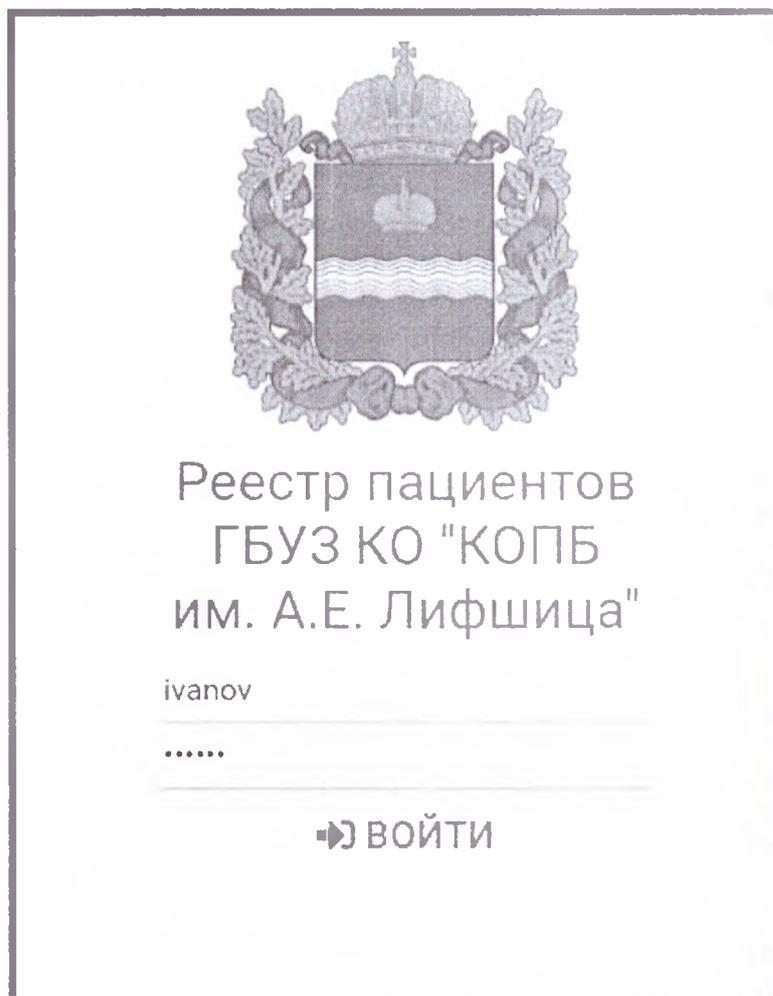 Реестр пациентов
ГБУЗ КО "КОПБ
им. А.Е. Лифшица"
ivanov
••••••
ВОЙТИ